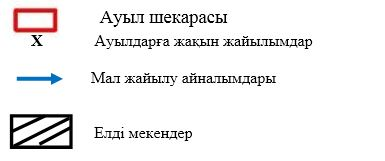 Ауыл шекарасы
X Ауылдарға жақын жайылымдар
Мал жайылу айналымдары
Елді мекендер